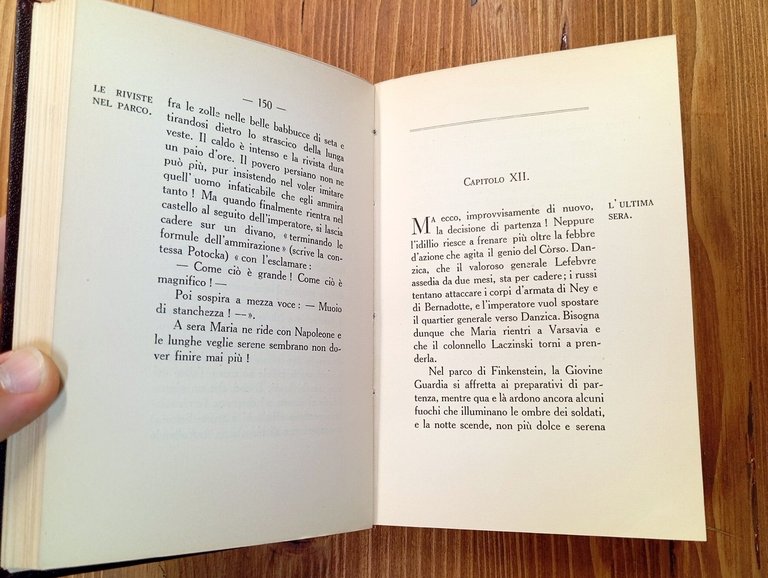 — 150 —
LE RIVISTE
NEL PARCO.
fra le zolle nelle belle babbucce di seta e
tirandosi dietro lo strascico della lunga
veste. Il caldo è intenso e la rivista dura
un paio d'ore. Il povero persiano non ne
può più, pur insistendo nel voler imitare
quell' uomo infaticabile che egli ammira
tanto ! Ma quando finalmente rientra nel
castello al seguito dell'imperatore, si lascia
cadere su un divano, « terminando le
formule dell'ammirazione » (scrive la con-
tessa Potocka) « con l'esclamare :
— Come ciò è grande ! Come ciò è
magnifico ! —
Poi sospira a mezza voce : — Muoio
di stanchezza ! —».
A sera Maria ne ride con Napoleone e
le lunghe veglie serene sembrano non do-
ver finire mai più !
CAPITOLO XII.
L' ULTIMA
SERA.
MA ecco, improvvisamente di nuovo,
la decisione di partenza ! Neppure
l'idillio riesce a frenare più oltre la febbre
d'azione che agita il genio del Còrso. Dan-
zica, che il valoroso generale Lefebvre
assedia da due mesi, sta per cadere ; i russi
tentano attaccare i corpi d'armata di Ney e
di Bernadotte, e l'imperatore vuol spostare
il quartier generale verso Danzica. Bisogna
dunque che Maria rientri a Varsavia e
che il colonnello Laczinski torni a pren-
derla.
Nel parco di Finkenstein, la Giovine
Guardia si affretta ai preparativi di par-
tenza, mentre qua e là ardono ancora alcuni
fuochi che illuminano le ombre dei soldati,
e la notte scende, non più dolce e serena